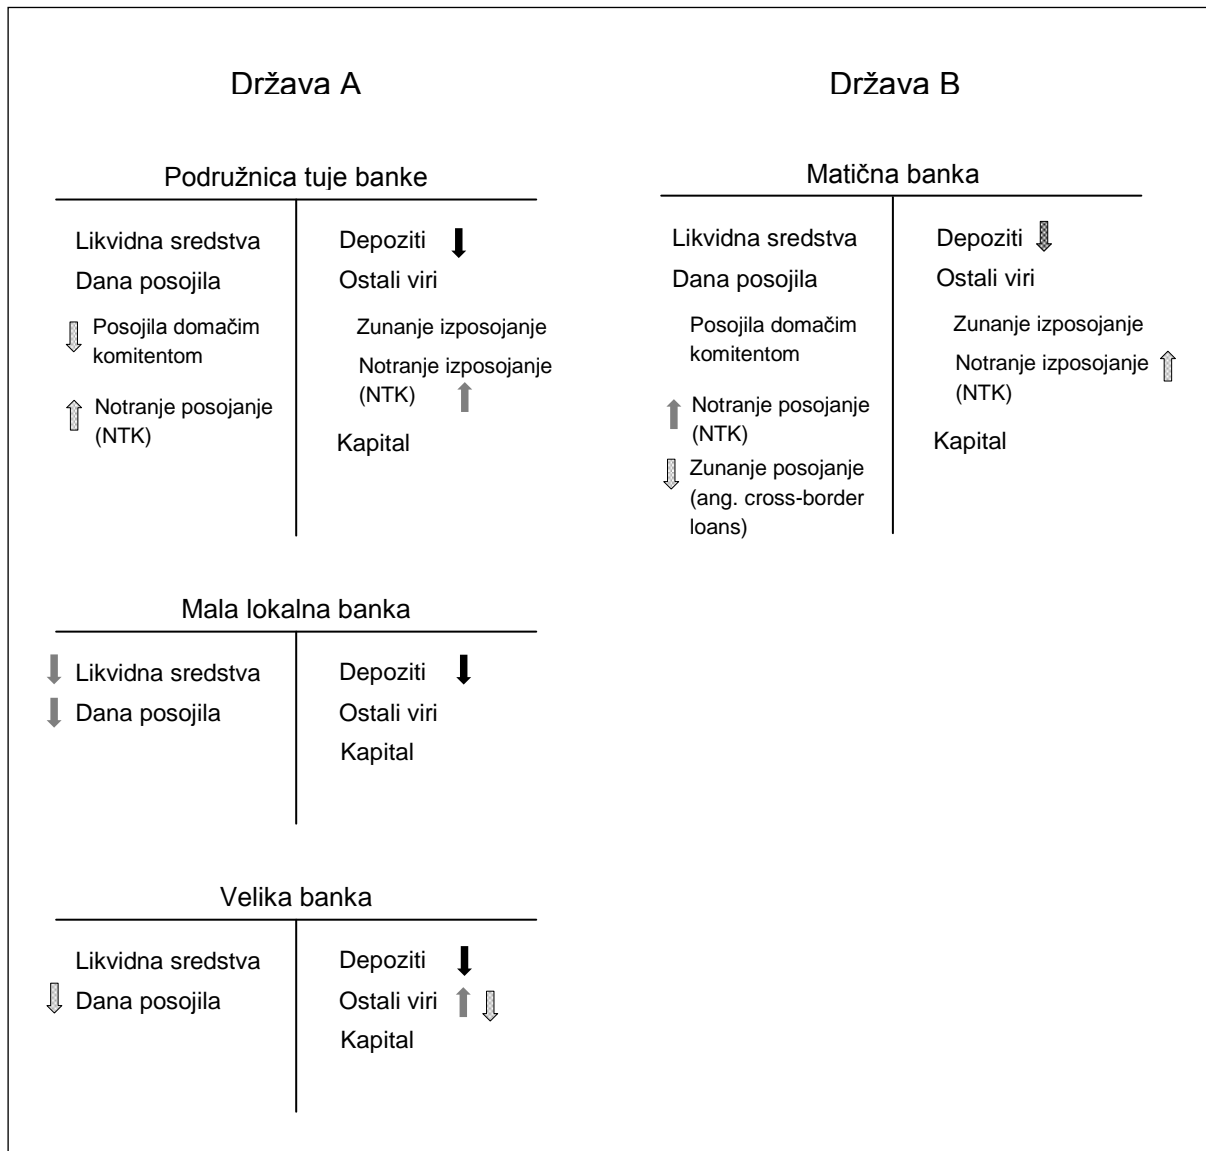 Država A
Država B
Podružnica tuje banke
Likvidna sredstva
Dana posojila
Posojila domačim
komitentom
Notranje posojanje
(NTK)
Depoziti
Ostali viri
Zunanje izposojanje
Notranje izposojanje
(NTK)
Kapital
Matična banka
Likvidna sredstva
Dana posojila
Posojila domačim
komitentom
Notranje posojanje
(NTK)
Zunanje posojanje
(ang. cross-border
loans)
Depoziti
Ostali viri
Zunanje izposojanje
Notranje izposojanje
(NTK)
Kapital
Mala lokalna banka
Likvidna sredstva
Dana posojila
Depoziti
Ostali viri
Kapital
Velika banka
Likvidna sredstva
Dana posojila
Depoziti
Ostali viri
Kapital